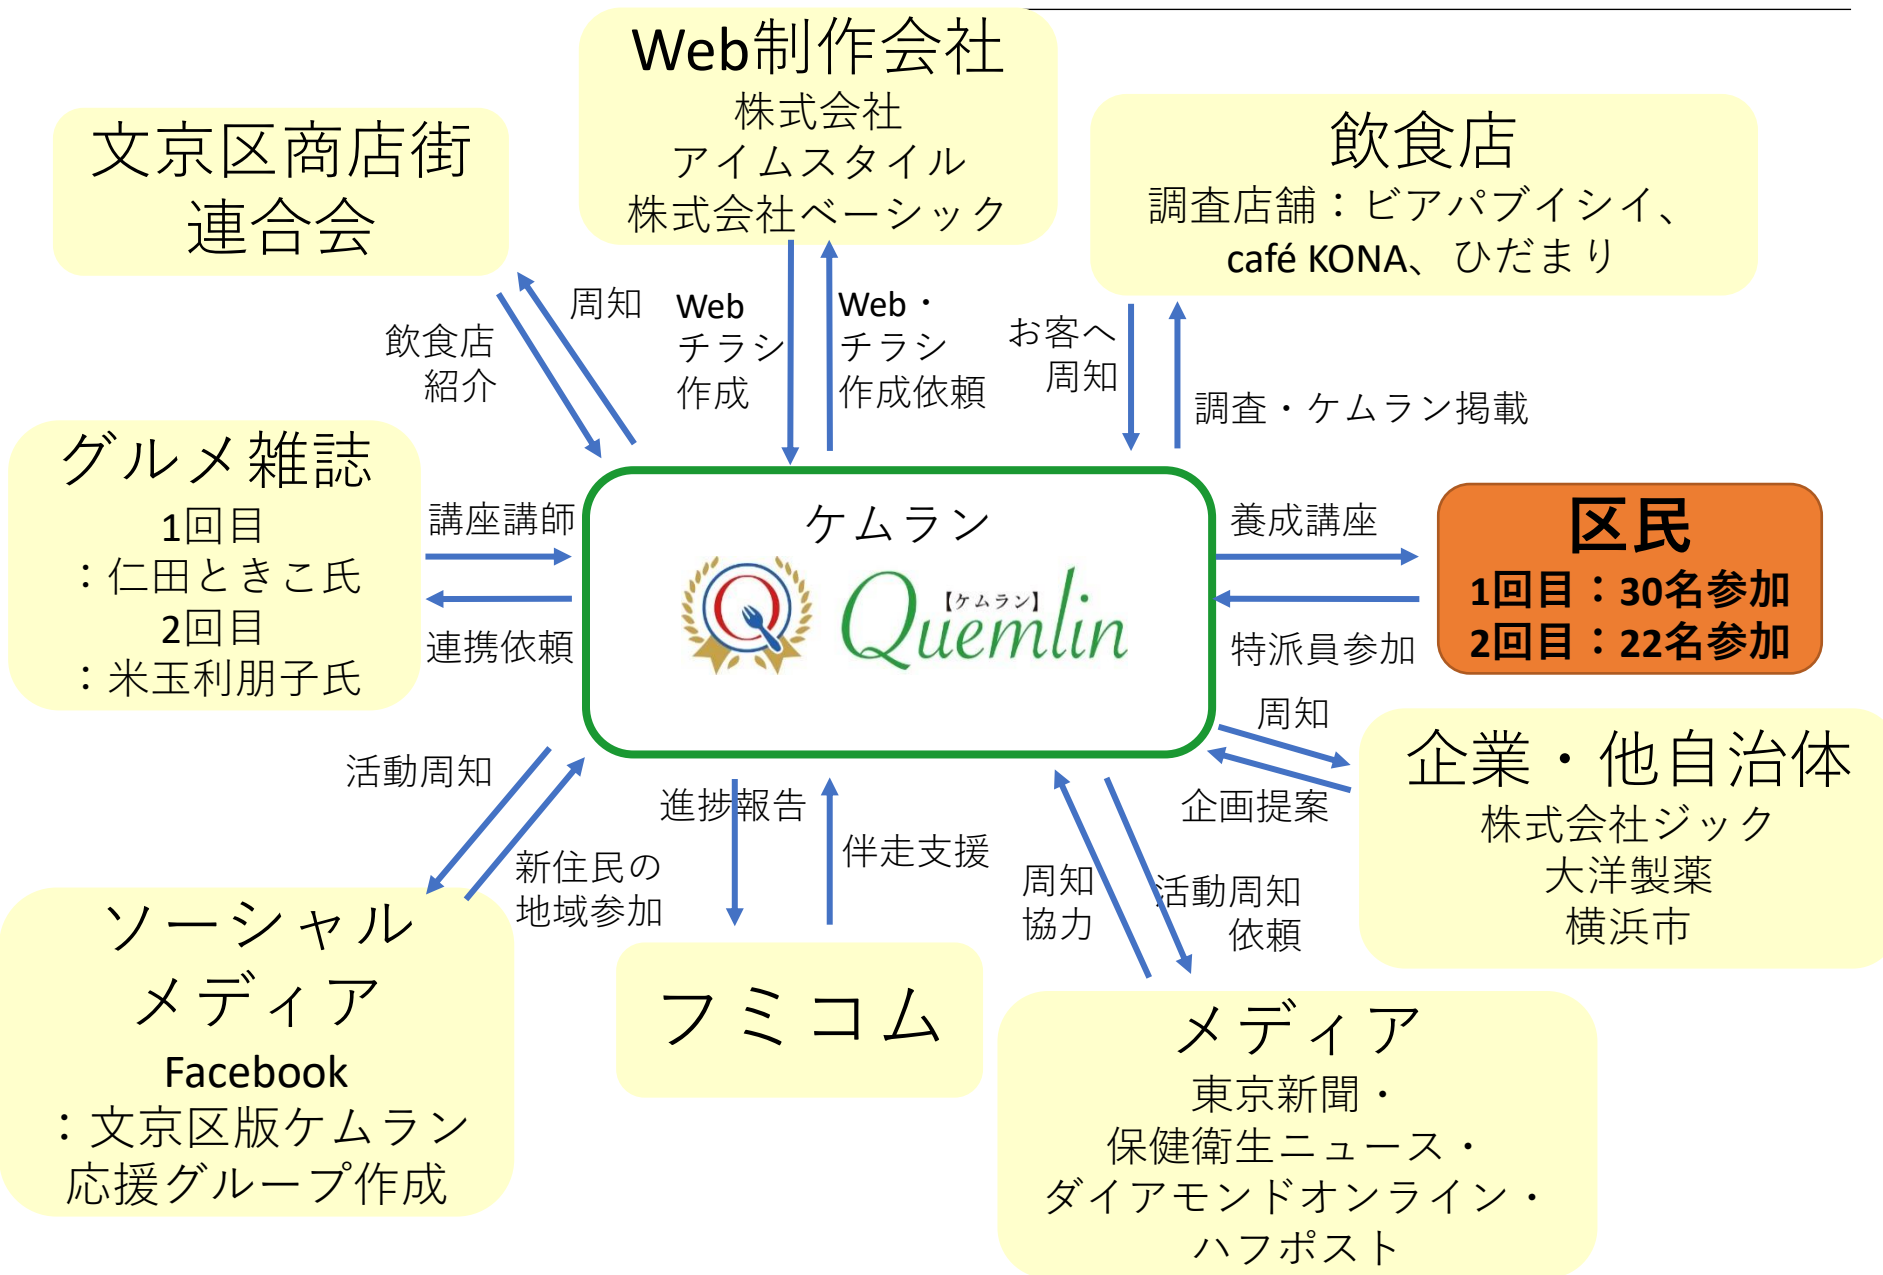 Web制作会社
株式会社
アイムスタイル
株式会社ベーシック
文京区商店街
連合会
飲食店
調査店舗：ビアパブイシイ、
café KONA、ひだまり
周知
飲食店
紹介
Web
チラシ
作成
Web・
チラシ
作成依頼
お客へ
周知
調査・ケムラン掲載
グルメ雑誌
1回目
：仁田ときこ氏
2回目
：米玉利朋子氏
講座講師
連携依頼
ケムラン
Q
【ケムラン】
Quemlin
養成講座
特派員参加
区民
1回目：30名参加
2回目：22名参加
周知
企画提案
企業・他自治体
株式会社ジック
大洋製薬
横浜市
活動周知
新住民の
地域参加
進捗報告
伴走支援
周知
協力
活動周知
依頼
ソーシャル
メディア
Facebook
：文京区版ケムラン
応援グループ作成
フミコム
メディア
東京新聞・
保健衛生ニュース・
ダイアモンドオンライン・
ハフポスト